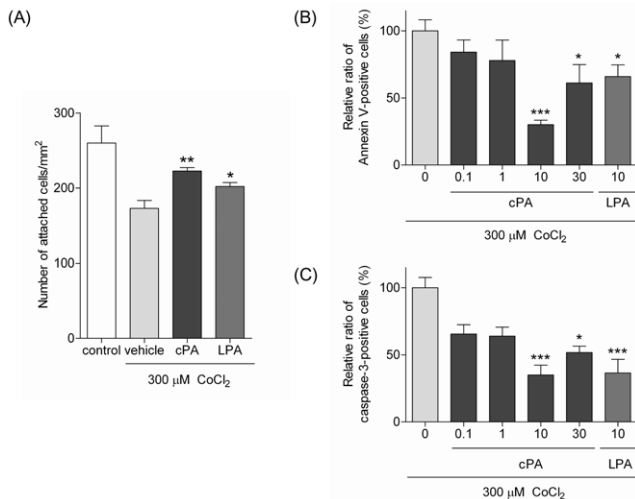 (A)
Number of attached cells/mm²
300
200
100
0
**
*
control vehicle cPA LPA
300 µM CoCl₂
(B)
Relative ratio of
Annexin V-positive cells (%)
100
50
0
***
*
*
0 0.1 1 10 30 10
cPA LPA
300 µM CoCl₂
(C)
Relative ratio of
caspase-3-positive cells (%)
100
50
0
***
*
***
0 0.1 1 10 30 10
cPA LPA
300 µM CoCl₂